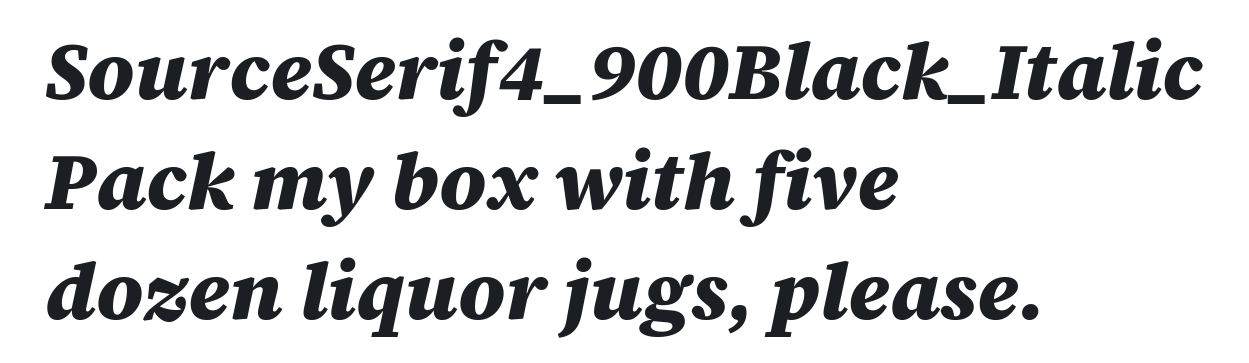 SourceSerif4_900Black_Italic
Pack my box with five
dozen liquor jugs, please.